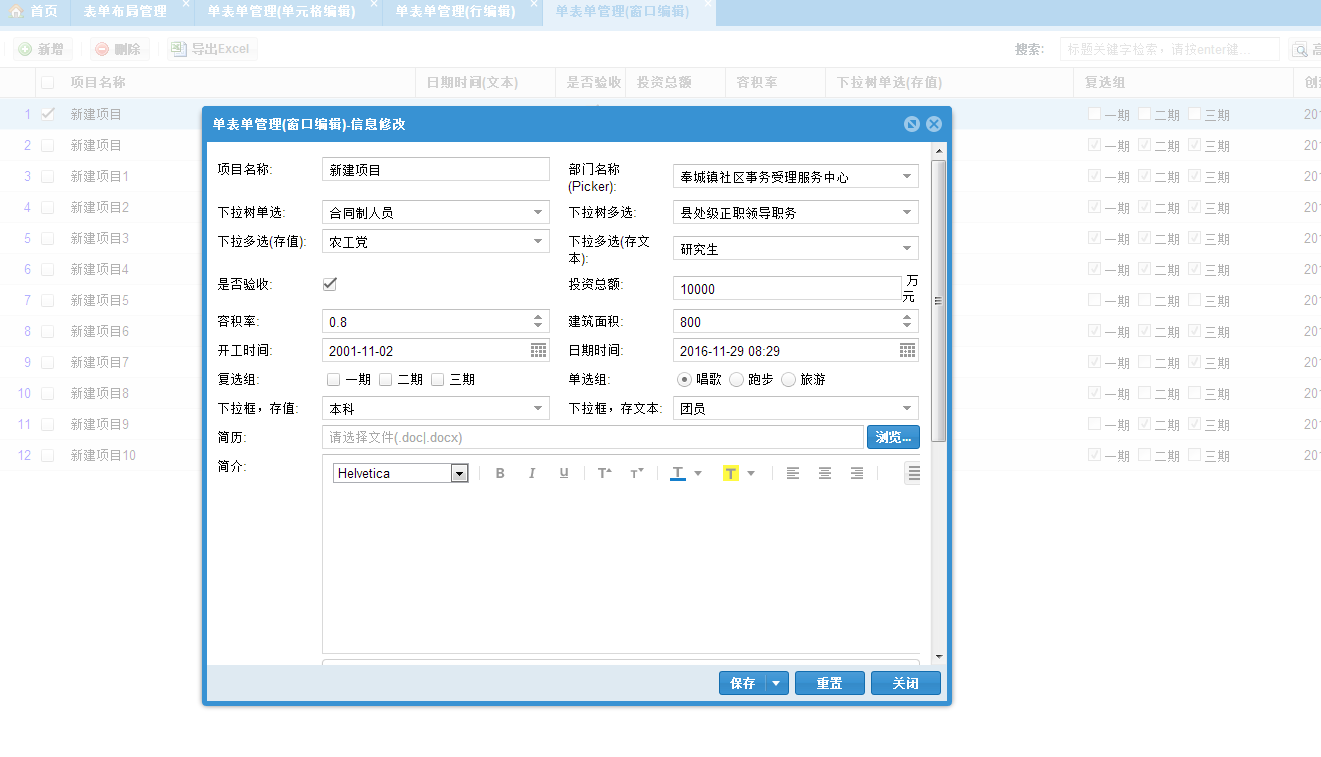 首页 表单布局管理 单表单管理(单元格编辑) 单表单管理(行编辑) 单表单管理(窗口编辑)
新增 删除 导出Excel 搜索: 标题关键字检索，请按enter键...
项目名称 日期时间(文本) 是否验收 投资总额 容积率 下拉树单选(存值) 复选组
1 新建项目 一期 二期 三期 20
2 新建项目 一期 二期 三期 20
3 新建项目1 一期 二期 三期 20
4 新建项目2 一期 二期 三期 20
5 新建项目3 一期 二期 三期 20
6 新建项目4 一期 二期 三期 20
7 新建项目5 一期 二期 三期 20
8 新建项目6 一期 二期 三期 20
9 新建项目7 一期 二期 三期 20
10 新建项目8 一期 二期 三期 20
11 新建项目9 一期 二期 三期 20
12 新建项目10 一期 二期 三期 20
单表单管理(窗口编辑)-信息修改
项目名称: 新建项目 部门名称(Picker): 奉城镇社区事务受理服务中心
下拉树单选: 合同制人员 下拉树多选: 县处级正职领导职务
下拉多选(存值): 农工党 下拉多选(存文本): 研究生
是否验收: 投资总额: 10000 万元
容积率: 0.8 建筑面积: 800
开工时间: 2001-11-02 日期时间: 2016-11-29 08:29
复选组: 一期 二期 三期 单选组: 唱歌 跑步 旅游
下拉框，存值: 本科 下拉框，存文本: 团员
简历: 请选择文件(.doc|.docx) 浏览...
简介: Helvetica B I U T T T T
保存 重置 关闭